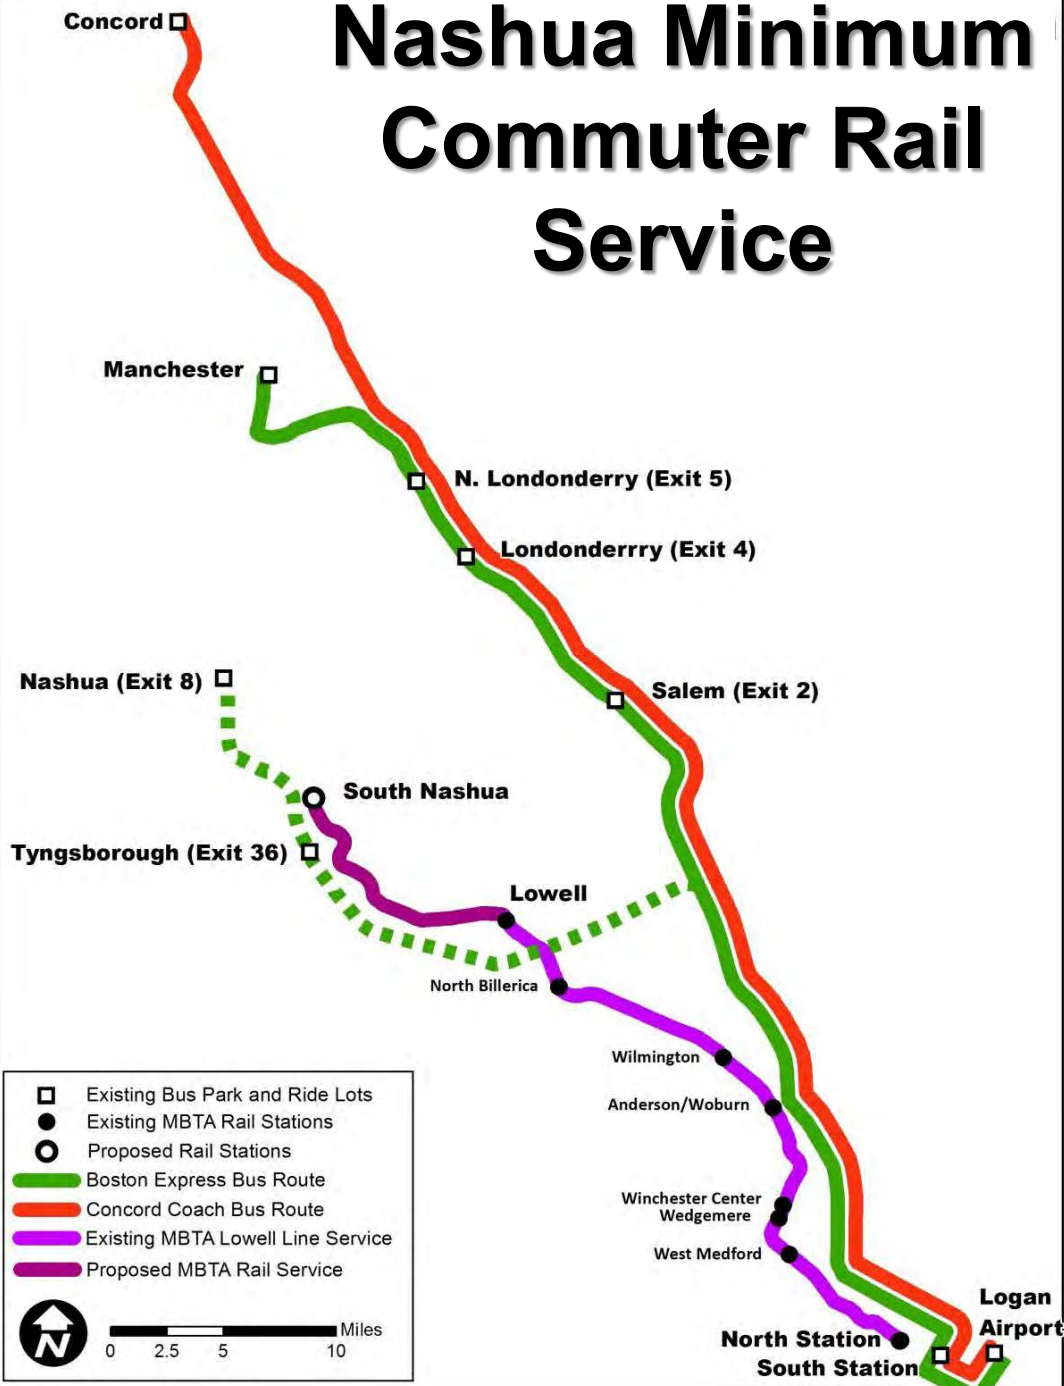 Nashua Minimum
Commuter Rail
Service
Concord
Manchester
N. Londonderry (Exit 5)
Londonderrry (Exit 4)
Nashua (Exit 8)
Salem (Exit 2)
South Nashua
Tyngsborough (Exit 36)
Lowell
North Billerica
Wilmington
Anderson/Woburn
Winchester Center
Wedgemere
West Medford
Logan
Airport
North Station
South Station
Existing Bus Park and Ride Lots
Existing MBTA Rail Stations
Proposed Rail Stations
Boston Express Bus Route
Concord Coach Bus Route
Existing MBTA Lowell Line Service
Proposed MBTA Rail Service
N
Miles
0 2.5 5 10